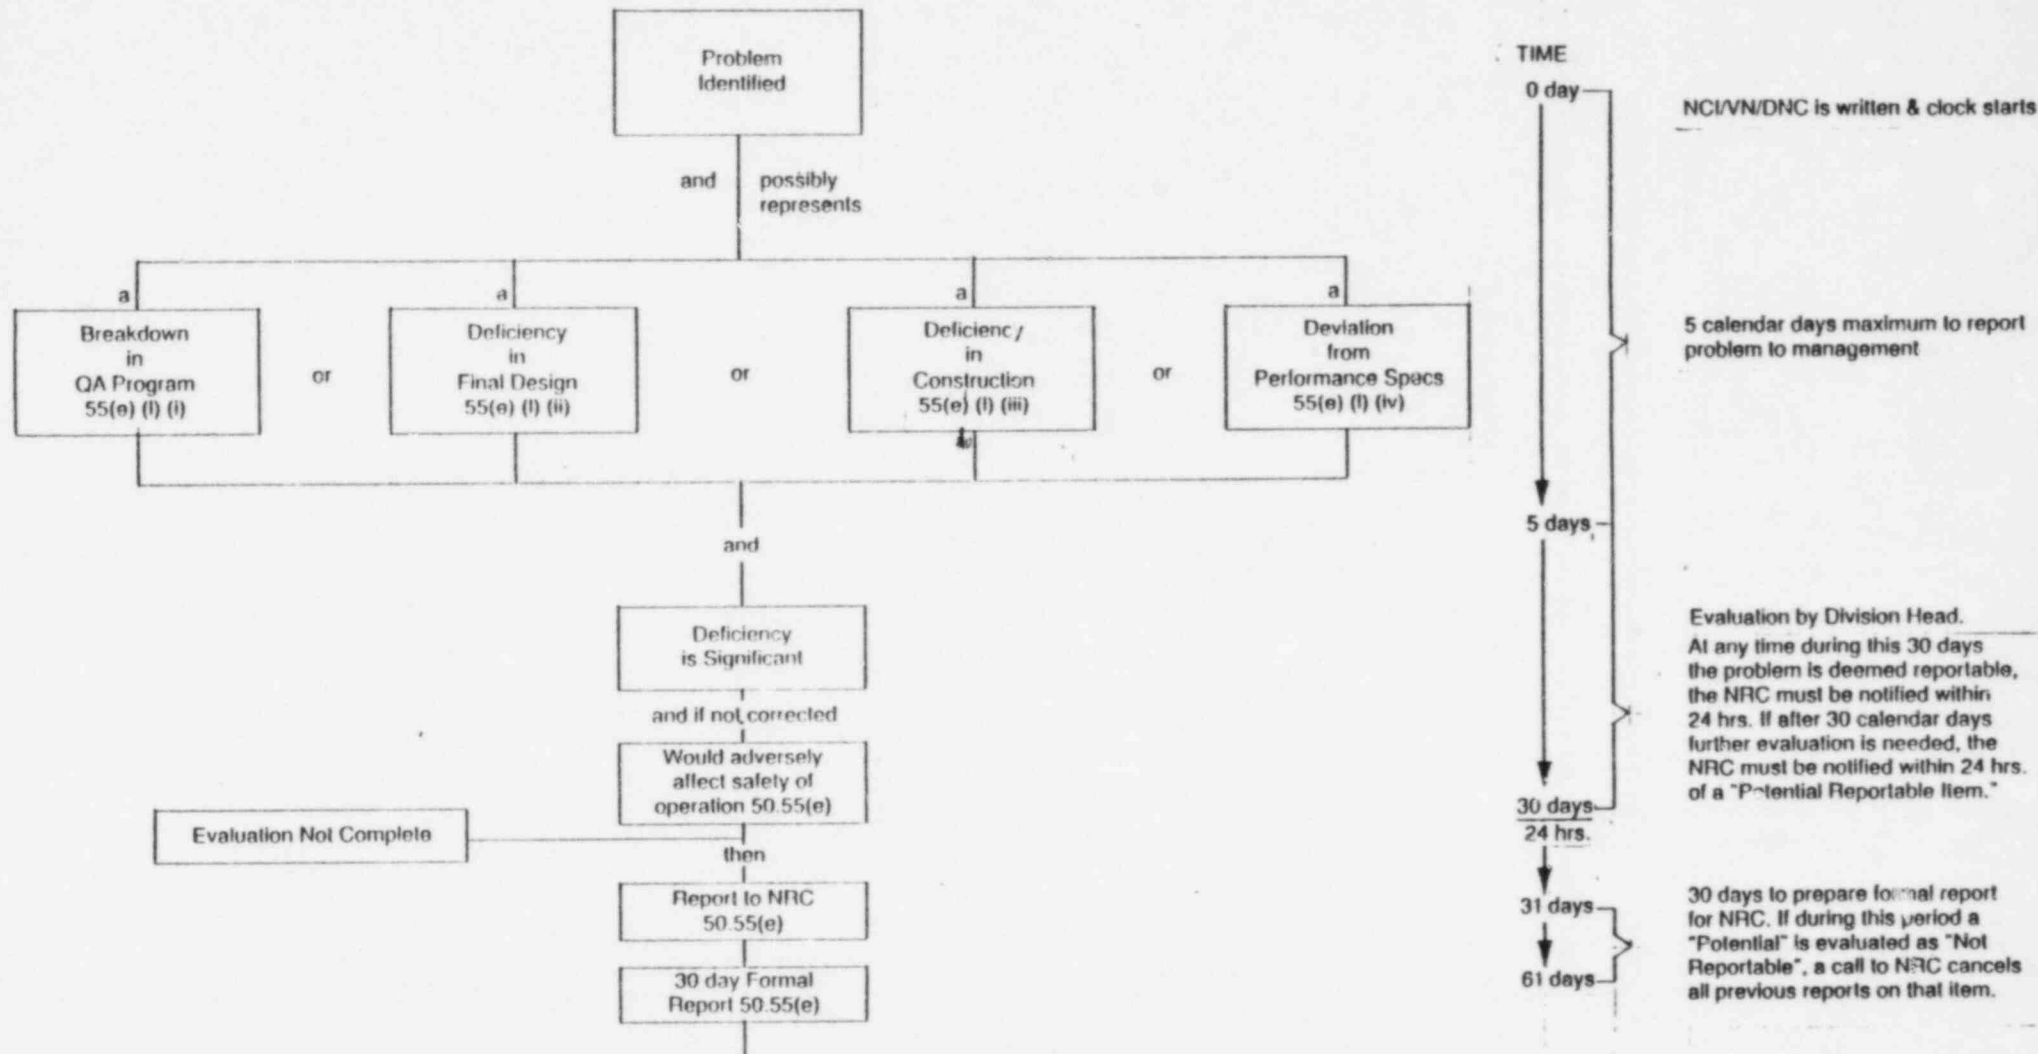 Problem
Identified
and possibly
represents
a
Breakdown
in
QA Program
55(e) (l) (i)
or
a
Deficiency
in
Final Design
55(e) (l) (ii)
or
a
Deficiency
in
Construction
55(e) (l) (iii)
or
a
Deviation
from
Performance Specs
55(e) (l) (iv)
and
Deficiency
is Significant
and if not corrected
Would adversely
affect safety of
operation 50.55(e)
Evaluation Not Complete
then
Report to NRC
50.55(e)
30 day Formal
Report 50.55(e)
TIME
0 day
NCI/VN/DNC is written & clock starts
5 calendar days maximum to report
problem to management
5 days
Evaluation by Division Head.
At any time during this 30 days
the problem is deemed reportable,
the NRC must be notified within
24 hrs. If after 30 calendar days
further evaluation is needed, the
NRC must be notified within 24 hrs.
of a "Potential Reportable Item."
30 days
24 hrs.
31 days
30 days to prepare formal report
for NRC. If during this period a
"Potential" is evaluated as "Not
Reportable", a call to NRC cancels
all previous reports on that item.
61 days